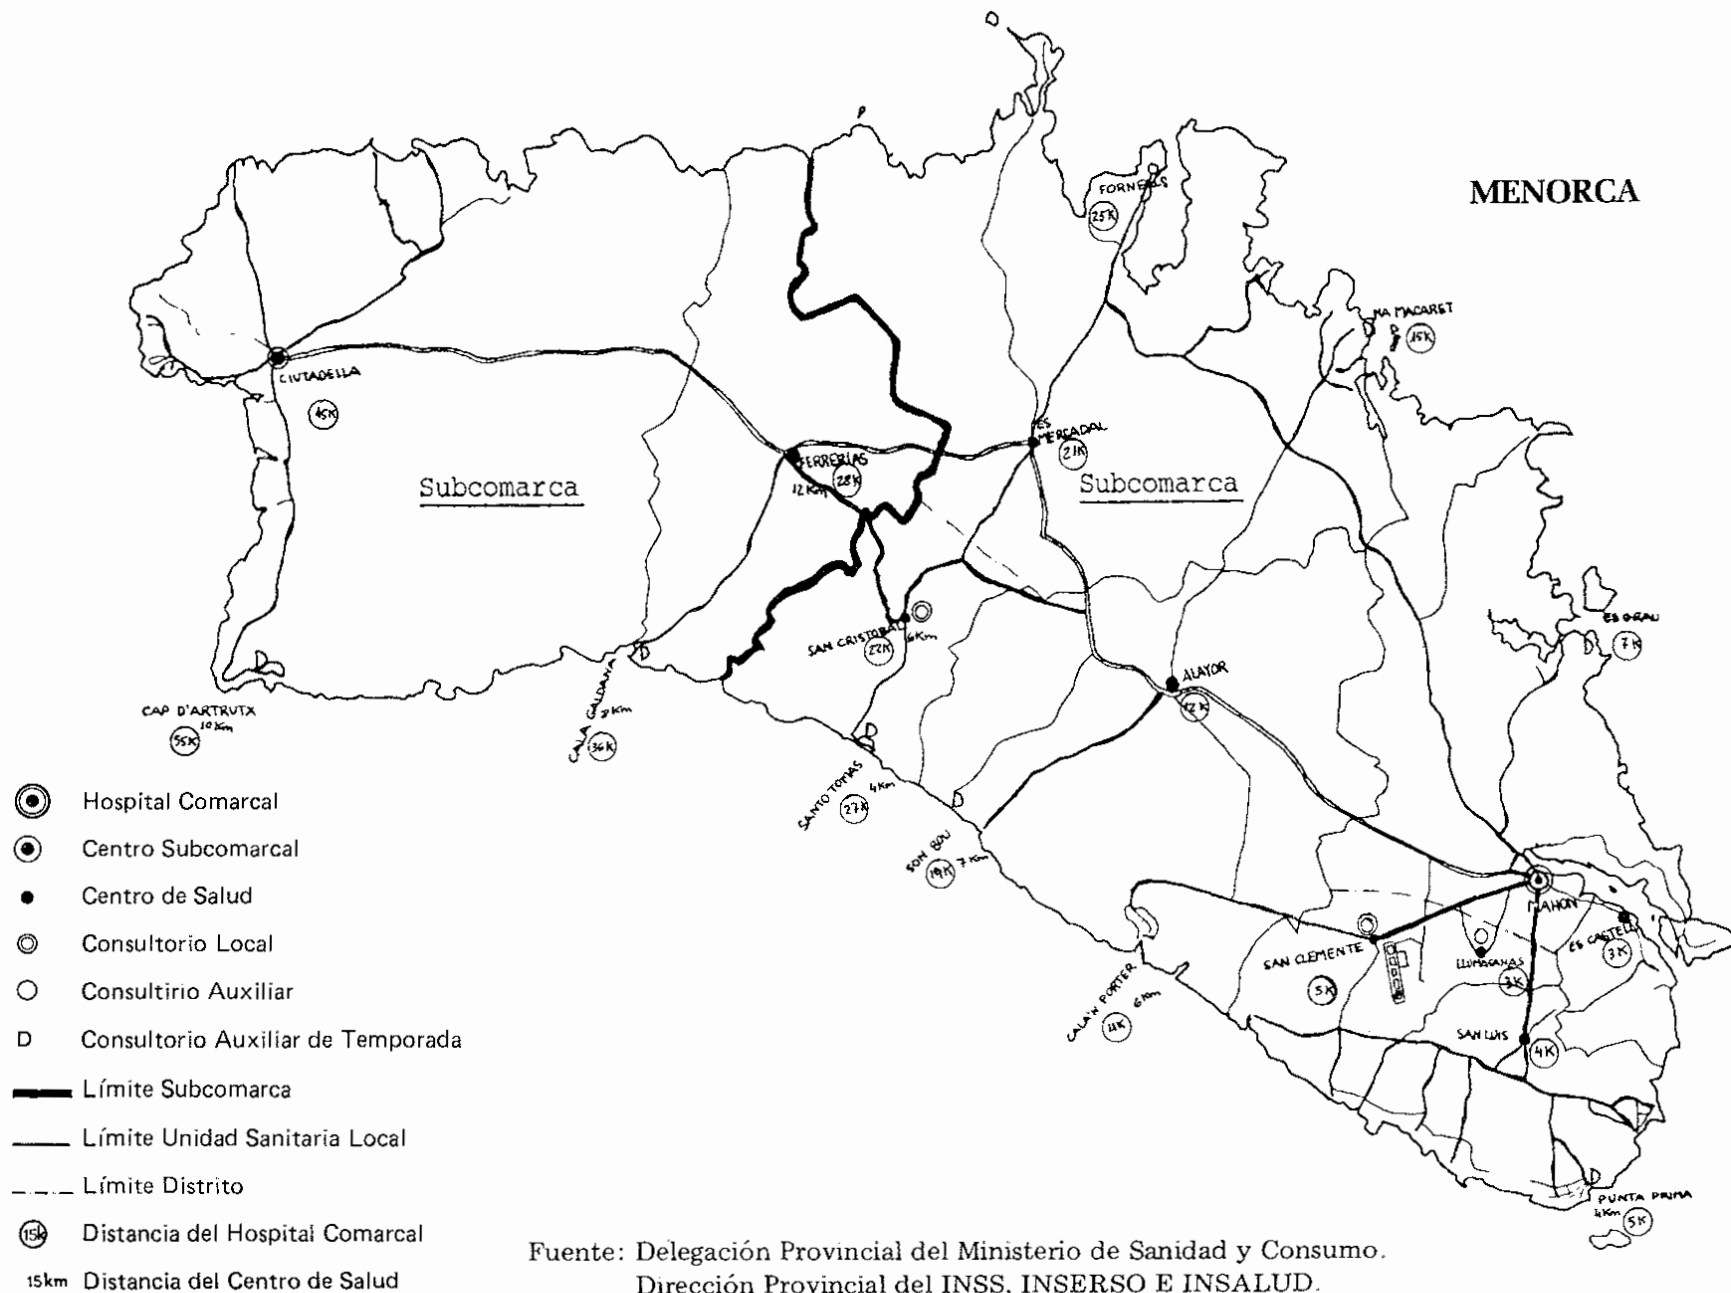 MENORCA
FORNELLS
25K
NA MACARET
D
15K
CIUTADELLA
45K
ES
MERCADAL
21K
FERRERIAS
12Km
28K
Subcomarca
Subcomarca
SAN CRISTOBAL
6Km
22K
ES GRAU
D
7K
ALAYOR
12K
D
D
CAP D'ARTRUTX
10Km
55K
CALA GALDANA
8Km
36K
D
SANTO TOMAS
4Km
27K
D
SON BOU
7Km
19K
MAHON
ES CASTELL
3K
SAN CLEMENTE
5K
LLUMASANAS
3K
CALA'N PORTER
6Km
11K
SAN LUIS
4K
D
PUNTA PRIMA
4Km
5K
Hospital Comarcal
Centro Subcomarcal
Centro de Salud
Consultorio Local
Consultirio Auxiliar
D Consultorio Auxiliar de Temporada
Límite Subcomarca
Límite Unidad Sanitaria Local
Límite Distrito
15k Distancia del Hospital Comarcal
15km Distancia del Centro de Salud
Fuente: Delegación Provincial del Ministerio de Sanidad y Consumo.
Dirección Provincial del INSS, INSERSO E INSALUD.